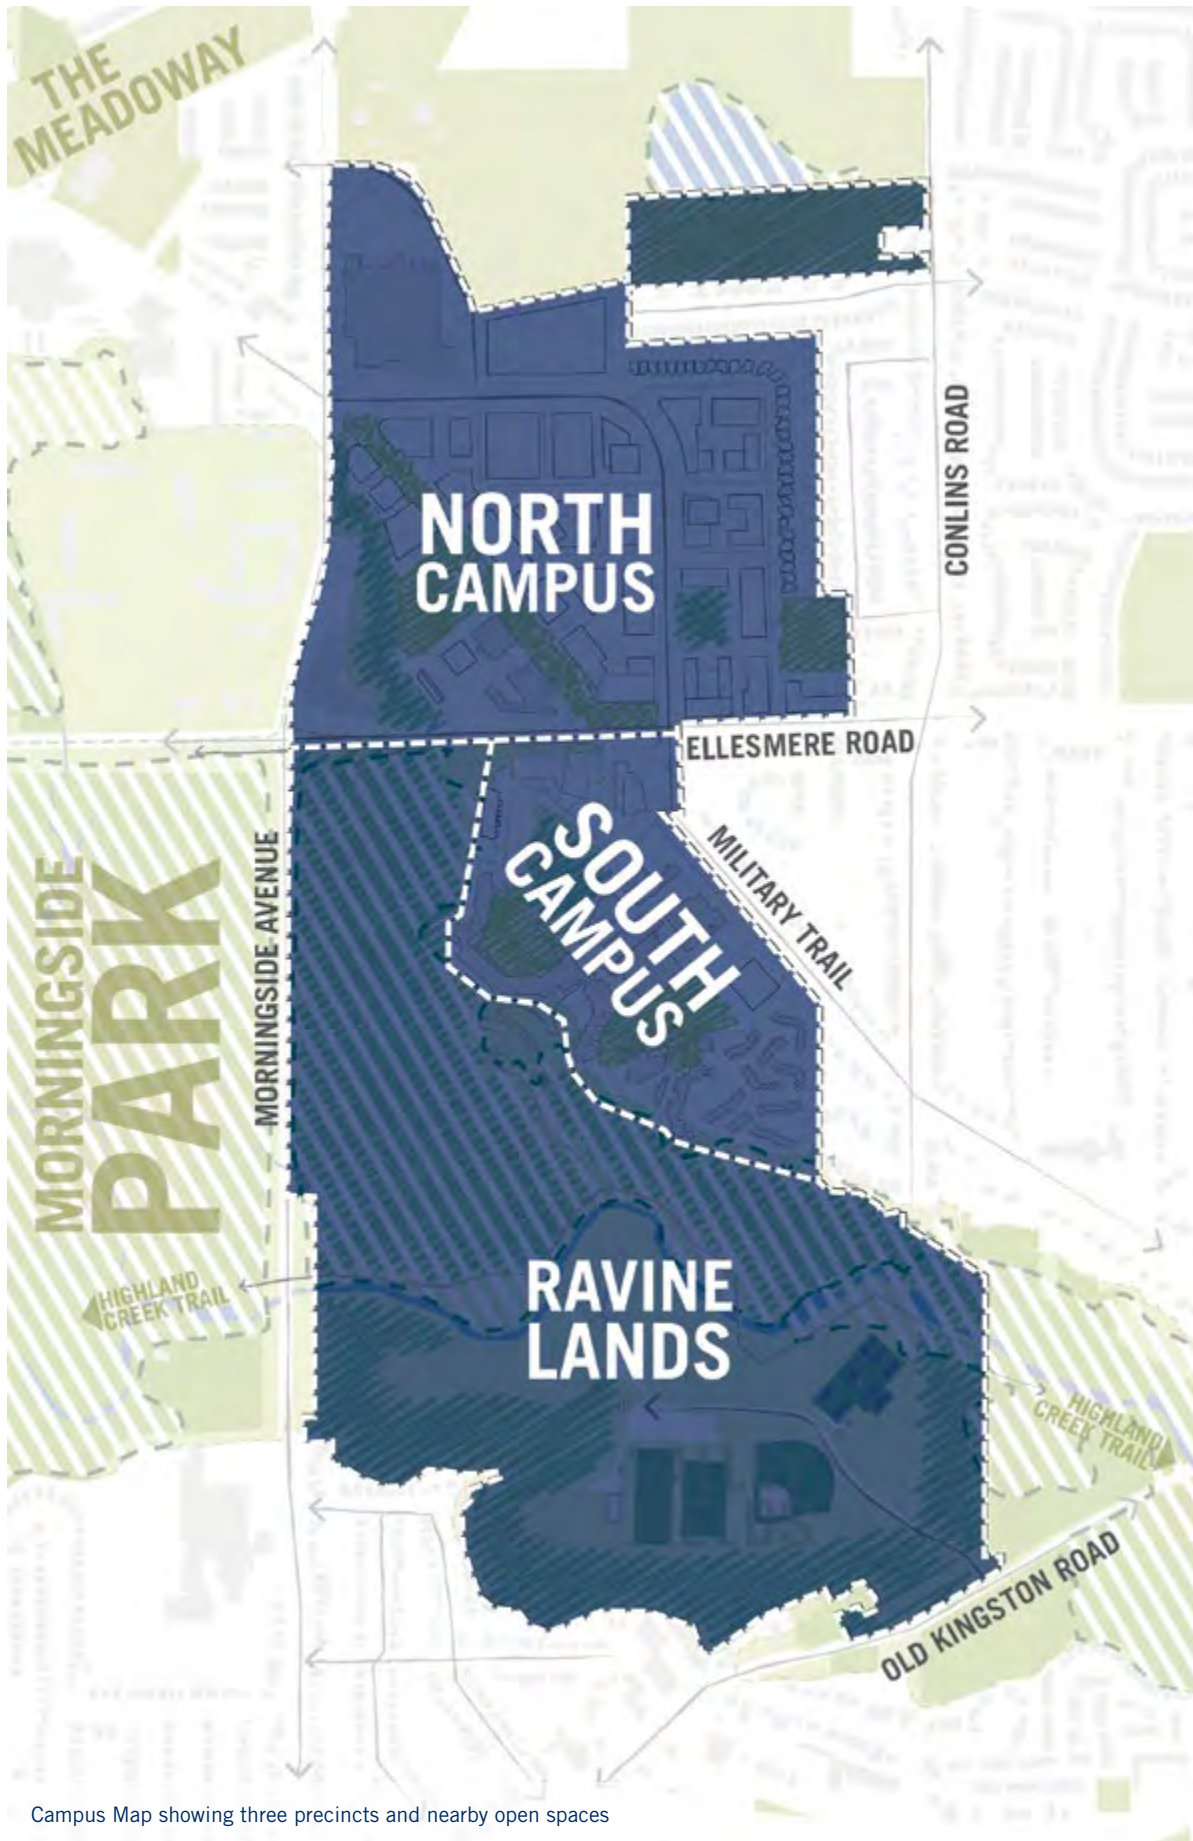 THE
MEADOWAY
CONLINS ROAD
NORTH
CAMPUS
ELLESMERE ROAD
SOUTH
CAMPUS
MILITARY TRAIL
MORNINGSIDE
PARK
MORNINGSIDE AVENUE
HIGHLAND
CREEK TRAIL
RAVINE
LANDS
HIGHLAND
CREEK TRAIL
OLD KINGSTON ROAD
Campus Map showing three precincts and nearby open spaces